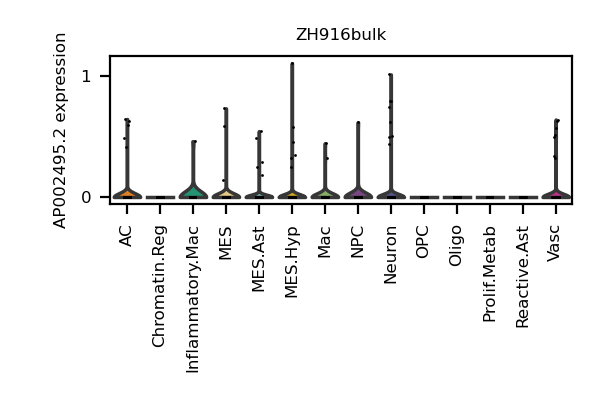 ZH916bulk
AP002495.2 expression
1
0
AC
Chromatin.Reg
Inflammatory.Mac
MES
MES.Ast
MES.Hyp
Mac
NPC
Neuron
OPC
Oligo
Prolif.Metab
Reactive.Ast
Vasc